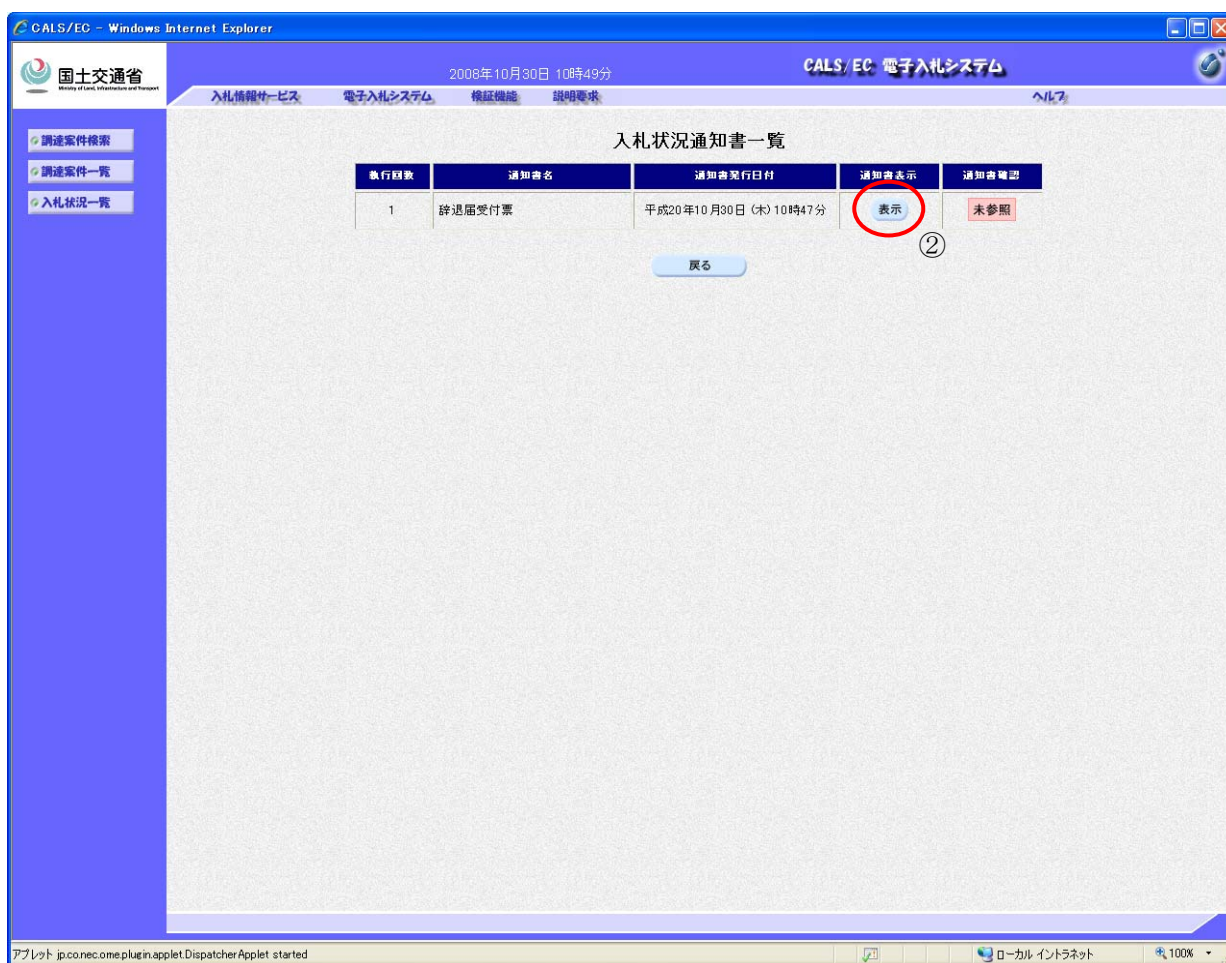 CALS/EC - Windows Internet Explorer
国土交通省
Ministry of Land, Infrastructure and Transport
2008年10月30日 10時49分
CALS/EC 電子入札システム
入札情報サービス 電子入札システム 検証機能 説明要求 ヘルプ
調達案件検索
調達案件一覧
入札状況一覧
入札状況通知書一覧
執行回数 通知書名 通知書発行日付 通知書表示 通知書確認
1 辞退届受付票 平成20年10月30日 (木) 10時47分 表示 未参照
②
戻る
アプレット jp.co.nec.ome.plugin.applet.DispatcherApplet started ローカル イントラネット 100%